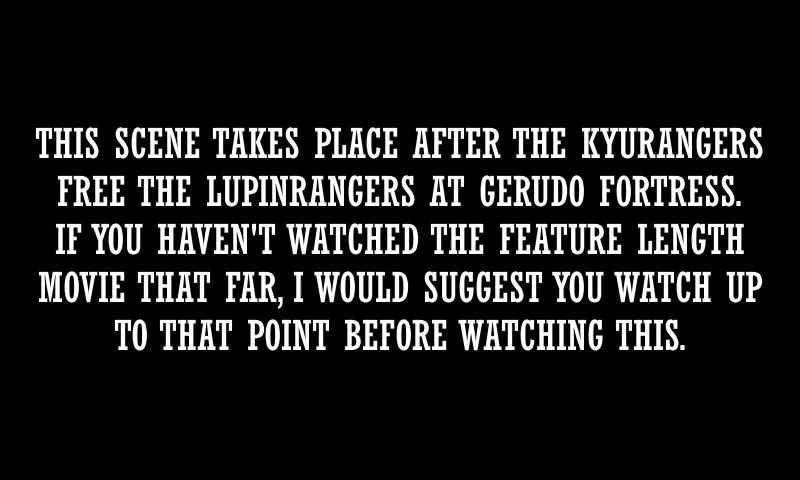 THIS SCENE TAKES PLACE AFTER THE KYURANGERS
FREE THE LUPINRANGERS AT GERUDO FORTRESS.
IF YOU HAVEN'T WATCHED THE FEATURE LENGTH
MOVIE THAT FAR, I WOULD SUGGEST YOU WATCH UP
TO THAT POINT BEFORE WATCHING THIS.